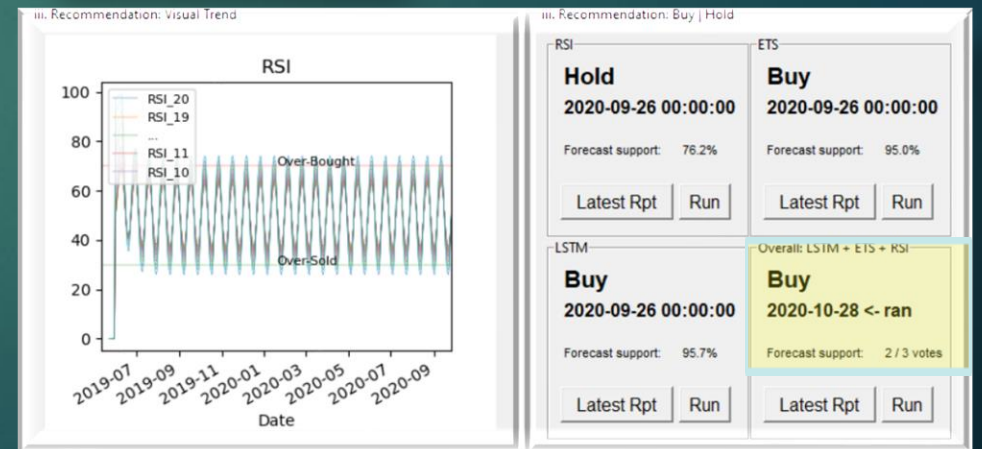 iii. Recommendation: Visual Trend
RSI
100
80
60
40
20
0
RSI_20
RSI_19
...
RSI_11
RSI_10
Over-Bought
Over-Sold
2019-07
2019-09
2019-11
2020-01
2020-03
2020-05
2020-07
2020-09
Date
iii. Recommendation: Buy | Hold
RSI
Hold
2020-09-26 00:00:00
Forecast support: 76.2%
Latest Rpt Run
ETS
Buy
2020-09-26 00:00:00
Forecast support: 95.0%
Latest Rpt Run
LSTM
Buy
2020-09-26 00:00:00
Forecast support: 95.7%
Latest Rpt Run
Overall: LSTM + ETS + RSI
Buy
2020-10-28 <- ran
Forecast support: 2 / 3 votes
Latest Rpt Run